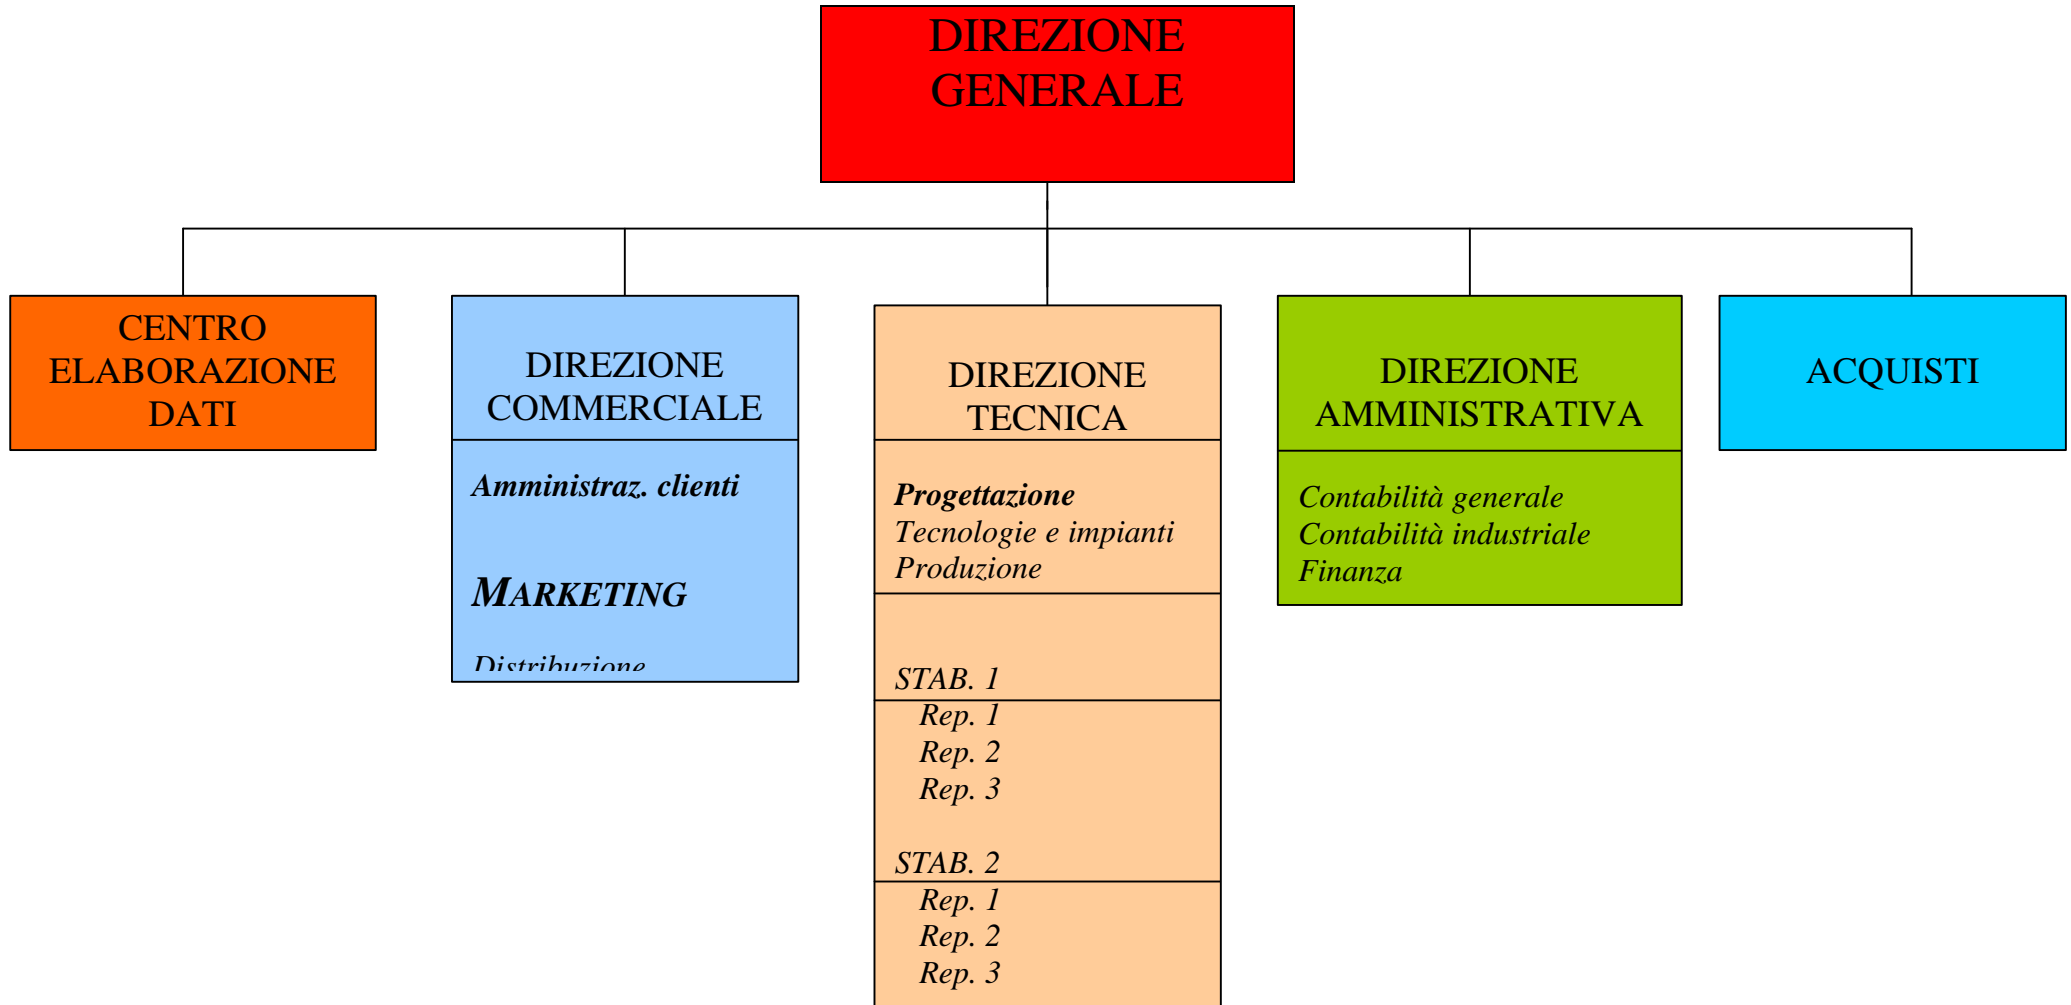 DIREZIONE
GENERALE
CENTRO
ELABORAZIONE
DATI
DIREZIONE
COMMERCIALE
Amministraz. clienti
MARKETING
Distribuzione
DIREZIONE
TECNICA
Progettazione
Tecnologie e impianti
Produzione
STAB. 1
Rep. 1
Rep. 2
Rep. 3
STAB. 2
Rep. 1
Rep. 2
Rep. 3
DIREZIONE
AMMINISTRATIVA
Contabilità generale
Contabilità industriale
Finanza
ACQUISTI